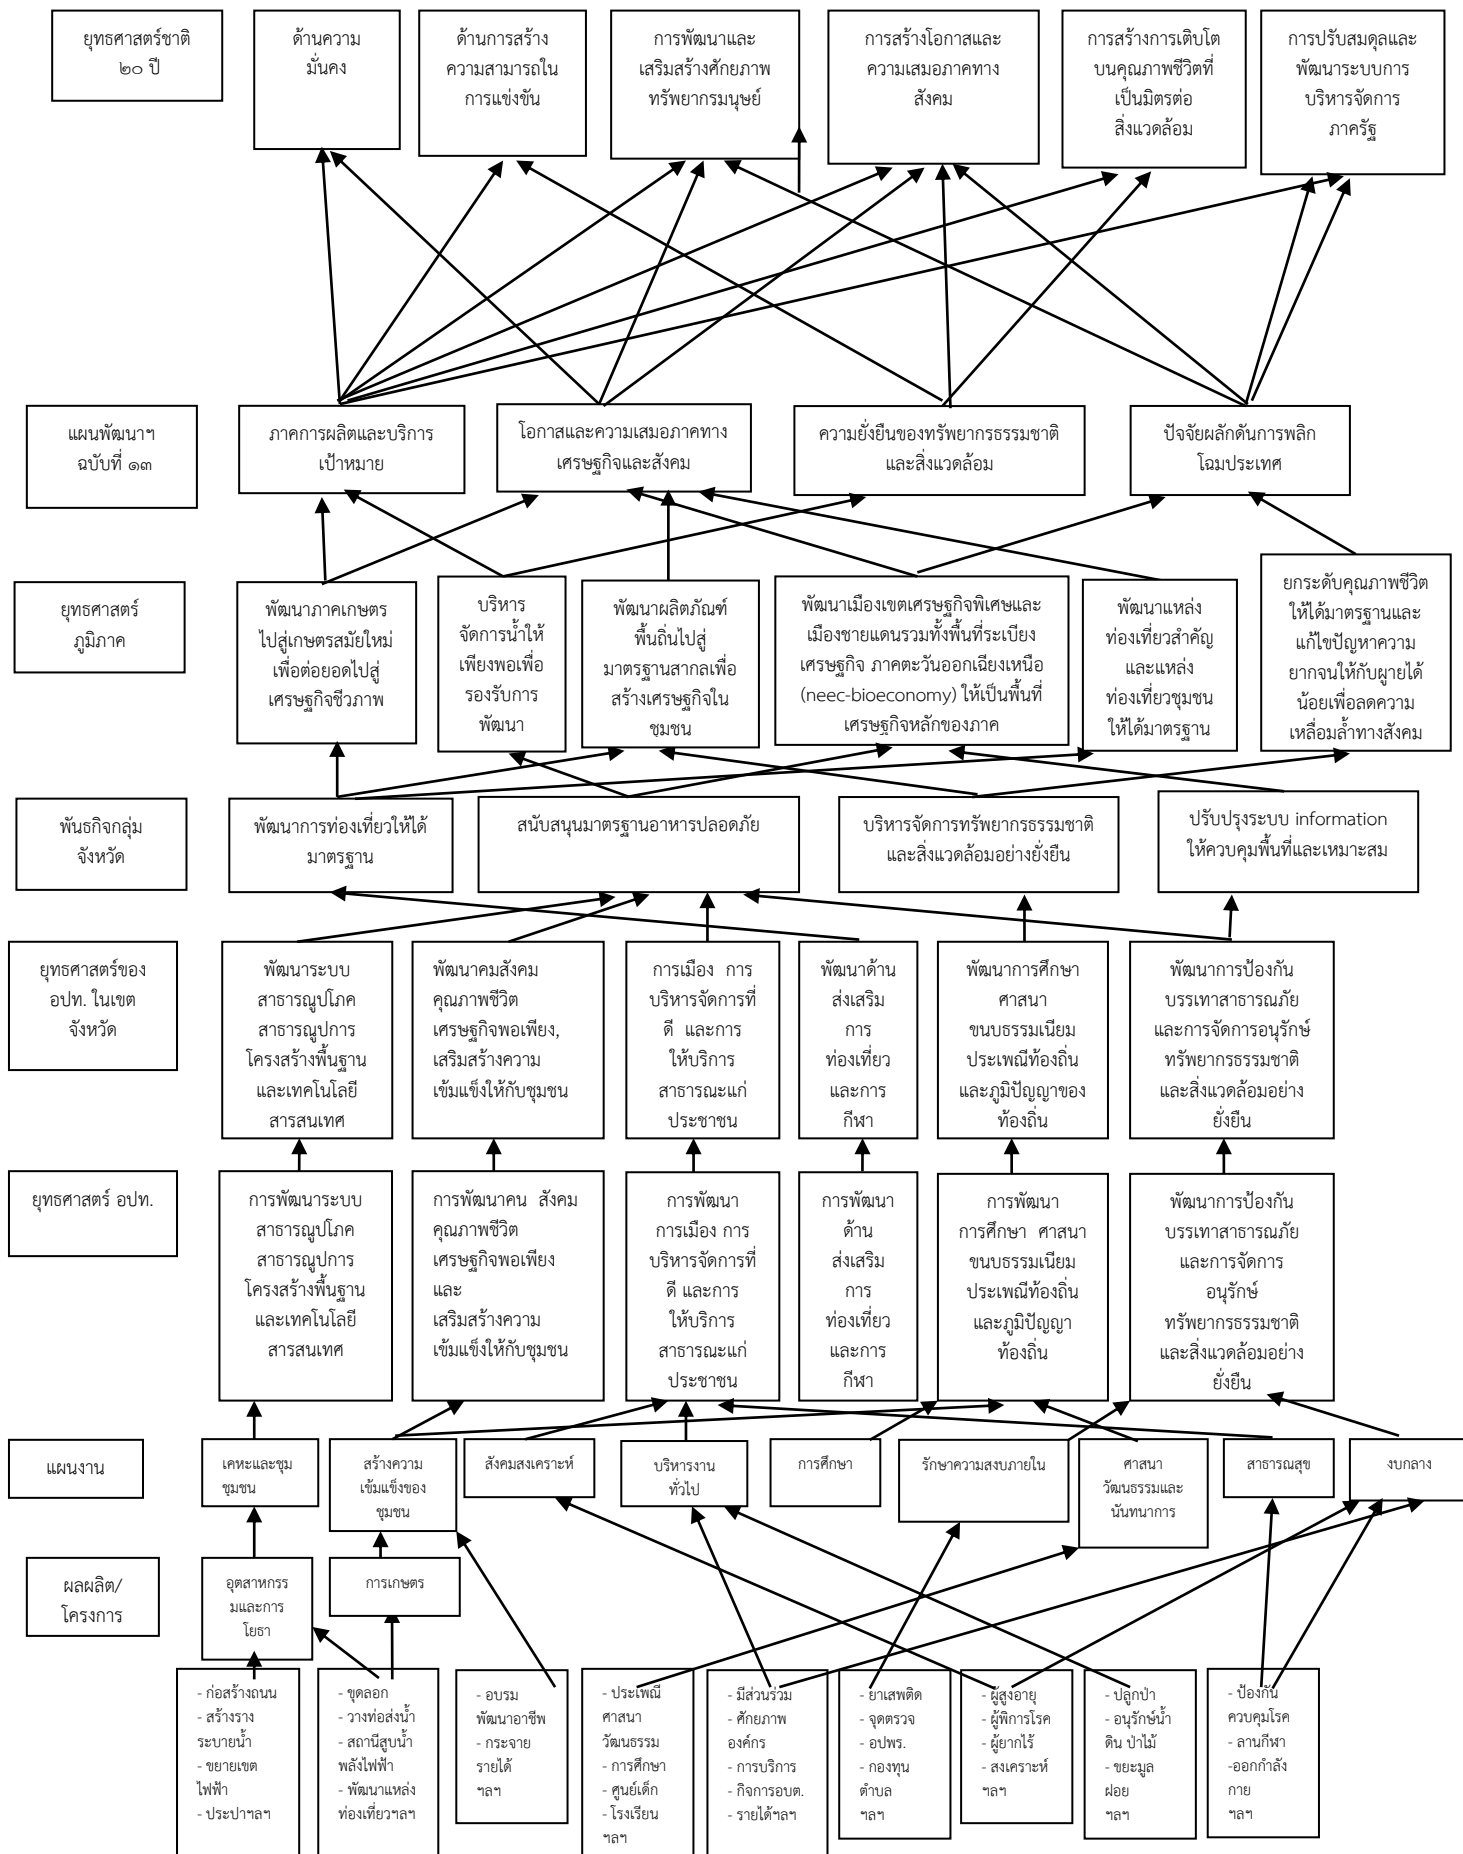 ยุทธศาสตร์ชาติ
๒๐ ปี
ด้านความ
มั่นคง
ด้านการสร้าง
ความสามารถใน
การแข่งขัน
การพัฒนาและ
เสริมสร้างศักยภาพ
ทรัพยากรมนุษย์
การสร้างโอกาสและ
ความเสมอภาคทาง
สังคม
การสร้างการเติบโต
บนคุณภาพชีวิตที่
เป็นมิตรต่อ
สิ่งแวดล้อม
การปรับสมดุลและ
พัฒนาระบบการ
บริหารจัดการ
ภาครัฐ
แผนพัฒนาฯ
ฉบับที่ ๑๓
ภาคการผลิตและบริการ
เป้าหมาย
โอกาสและความเสมอภาคทาง
เศรษฐกิจและสังคม
ความยั่งยืนของทรัพยากรธรรมชาติ
และสิ่งแวดล้อม
ปัจจัยผลักดันการพลิก
โฉมประเทศ
ยุทธศาสตร์
ภูมิภาค
พัฒนาภาคเกษตร
ไปสู่เกษตรสมัยใหม่
เพื่อต่อยอดไปสู่
เศรษฐกิจชีวภาพ
บริหาร
จัดการน้ำให้
เพียงพอเพื่อ
รองรับการ
พัฒนา
พัฒนาผลิตภัณฑ์
พื้นถิ่นไปสู่
มาตรฐานสากลเพื่อ
สร้างเศรษฐกิจใน
ชุมชน
พัฒนาเมืองเขตเศรษฐกิจพิเศษและ
เมืองชายแดนรวมทั้งพื้นที่ระเบียง
เศรษฐกิจ ภาคตะวันออกเฉียงเหนือ
(neec-bioeconomy) ให้เป็นพื้นที่
เศรษฐกิจหลักของภาค
พัฒนาแหล่ง
ท่องเที่ยวสำคัญ
และแหล่ง
ท่องเที่ยวชุมชน
ให้ได้มาตรฐาน
ยกระดับคุณภาพชีวิต
ให้ได้มาตรฐานและ
แก้ไขปัญหาความ
ยากจนให้กับผุายได้
น้อยเพื่อลดความ
เหลื่อมล้ำทางสังคม
พันธกิจกลุ่ม
จังหวัด
พัฒนาการท่องเที่ยวให้ได้
มาตรฐาน
สนับสนุนมาตรฐานอาหารปลอดภัย
บริหารจัดการทรัพยากรธรรมชาติ
และสิ่งแวดล้อมอย่างยั่งยืน
ปรับปรุงระบบ information
ให้ควบคุมพื้นที่และเหมาะสม
ยุทธศาสตร์ของ
อปท. ในเขต
จังหวัด
พัฒนาระบบ
สาธารณูปโภค
สาธารณูปการ
โครงสร้างพื้นฐาน
และเทคโนโลยี
สารสนเทศ
พัฒนาคมสังคม
คุณภาพชีวิต
เศรษฐกิจพอเพียง,
เสริมสร้างความ
เข้มแข็งให้กับชุมชน
การเมือง การ
บริหารจัดการที่
ดี และการ
ให้บริการ
สาธารณะแก่
ประชาชน
พัฒนาด้าน
ส่งเสริม
การ
ท่องเที่ยว
และการ
กีฬา
พัฒนาการศึกษา
ศาสนา
ขนบธรรมเนียม
ประเพณีท้องถิ่น
และภูมิปัญญาของ
ท้องถิ่น
พัฒนาการป้องกัน
บรรเทาสาธารณภัย
และการจัดการอนุรักษ์
ทรัพยากรธรรมชาติ
และสิ่งแวดล้อมอย่าง
ยั่งยืน
ยุทธศาสตร์ อปท.
การพัฒนาระบบ
สาธารณูปโภค
สาธารณูปการ
โครงสร้างพื้นฐาน
และเทคโนโลยี
สารสนเทศ
การพัฒนาคน สังคม
คุณภาพชีวิต
เศรษฐกิจพอเพียง
และ
เสริมสร้างความ
เข้มแข็งให้กับชุมชน
การพัฒนา
การเมือง การ
บริหารจัดการที่
ดี และการ
ให้บริการ
สาธารณะแก่
ประชาชน
การพัฒนา
ด้าน
ส่งเสริม
การ
ท่องเที่ยว
และการ
กีฬา
การพัฒนา
การศึกษา ศาสนา
ขนบธรรมเนียม
ประเพณีท้องถิ่น
และภูมิปัญญา
ท้องถิ่น
พัฒนาการป้องกัน
บรรเทาสาธารณภัย
และการจัดการ
อนุรักษ์
ทรัพยากรธรรมชาติ
และสิ่งแวดล้อมอย่าง
ยั่งยืน
แผนงาน
เคหะและชุม
ชุมชน
สร้างความ
เข้มแข็งของ
ชุมชน
สังคมสงเคราะห์
บริหารงาน
ทั่วไป
การศึกษา
รักษาความสงบภายใน
ศาสนา
วัฒนธรรมและ
นันทนาการ
สาธารณสุข
งบกลาง
ผลผลิต/
โครงการ
อุตสาหกรร
มและการ
โยธา
การเกษตร
- ก่อสร้างถนน
- สร้างราง
ระบายน้ำ
- ขยายเขต
ไฟฟ้า
- ประปาฯลฯ
- ขุดลอก
- วางท่อส่งน้ำ
- สถานีสูบน้ำ
พลังไฟฟ้า
- พัฒนาแหล่ง
ท่องเที่ยวฯลฯ
- อบรม
พัฒนาอาชีพ
- กระจาย
รายได้
ฯลฯ
- ประเพณี
ศาสนา
วัฒนธรรม
- การศึกษา
- ศูนย์เด็ก
- โรงเรียน
ฯลฯ
- มีส่วนร่วม
- ศักยภาพ
องค์กร
- การบริการ
- กิจการอบต.
- รายได้ฯลฯ
- ยาเสพติด
- จุดตรวจ
- อปพร.
- กองทุน
ตำบล
ฯลฯ
- ผู้สูงอายุ
- ผู้พิการโรค
- ผู้ยากไร้
- สงเคราะห์
ฯลฯ
- ปลูกป่า
- อนุรักษ์น้ำ
ดิน ป่าไม้
- ขยะมูล
ฝอย
ฯลฯ
- ป้องกัน
ควบคุมโรค
- ลานกีฬา
-ออกกำลัง
กาย
ฯลฯ